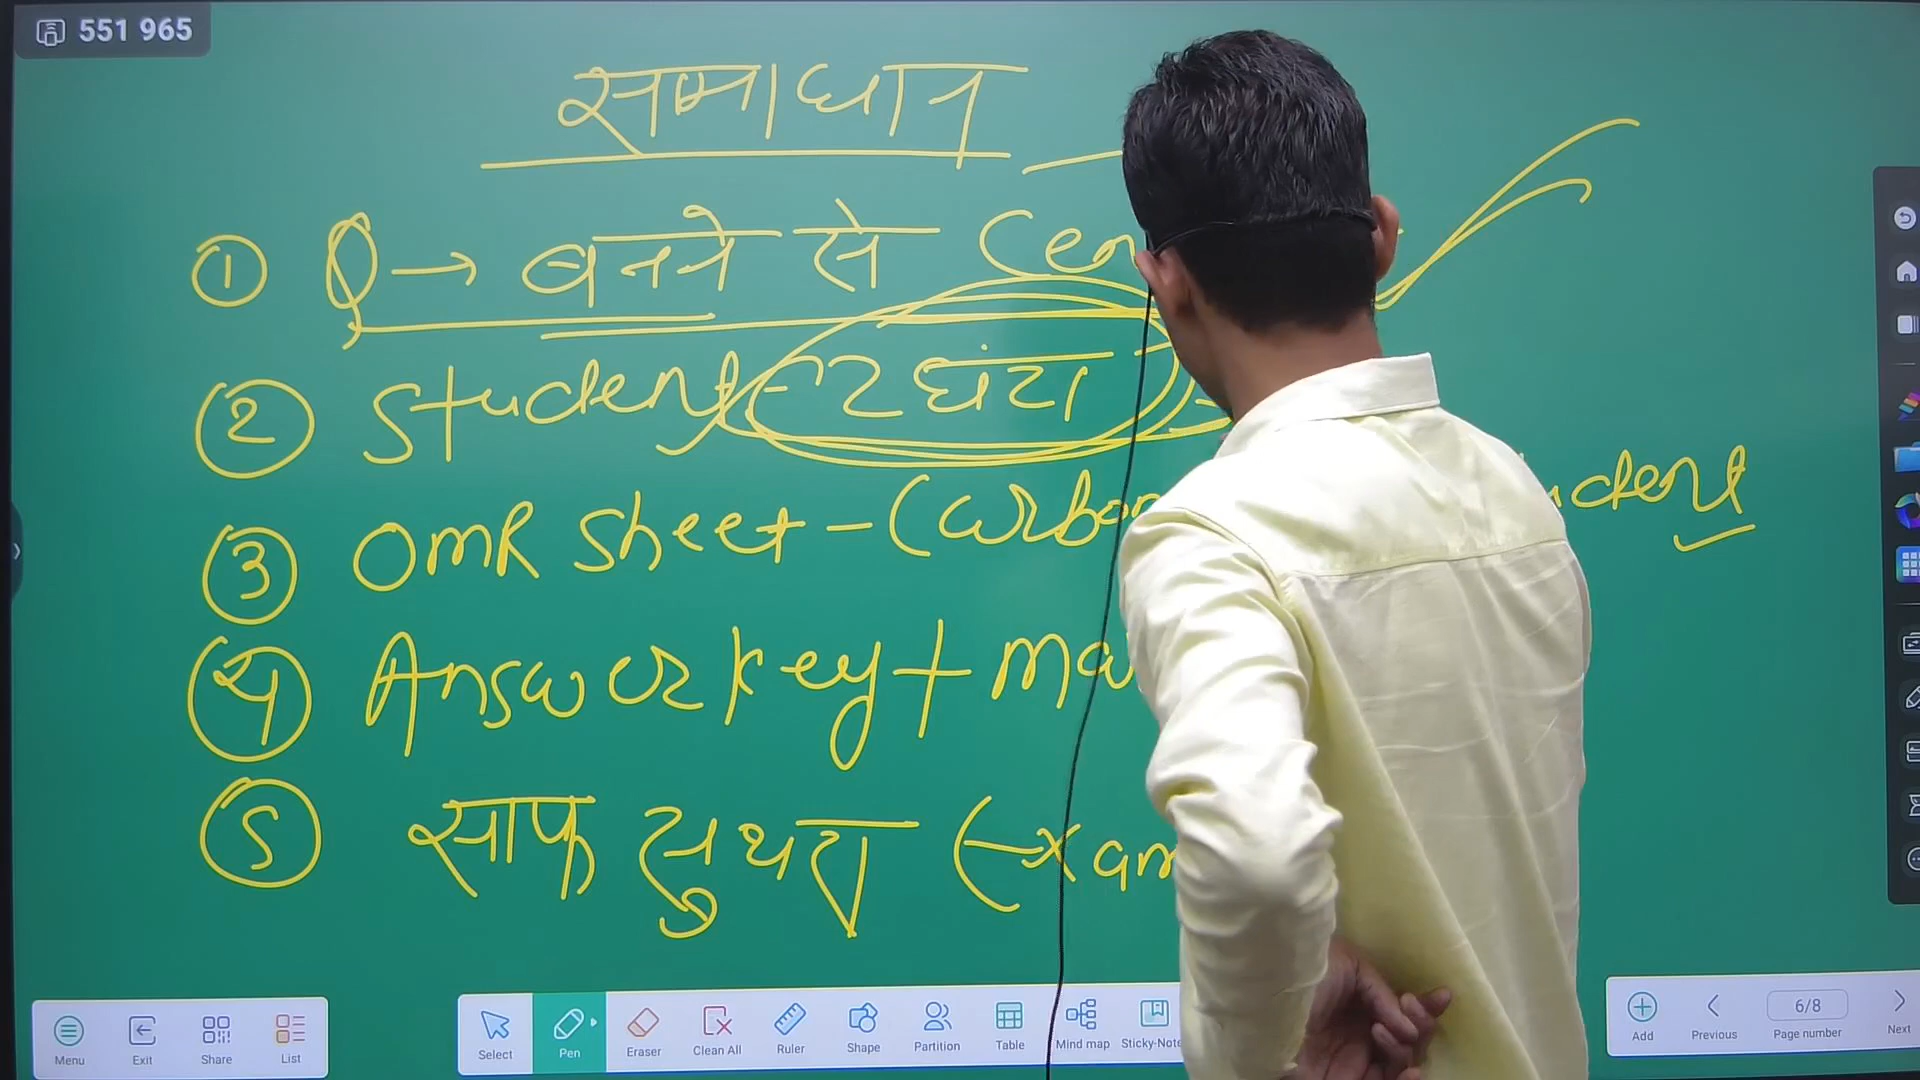 551 965
समाधान
① Q → बनने से Cen
② Student - 2 घंटा
③ OMR Sheet - (Carbon student
④ Answer key + Ma
⑤ साफ सुथरा Exam
Menu Exit Share List Select Pen Eraser Clean All Ruler Shape Partition Table Mind map Sticky-Note Add Previous 6/8 Page number Next